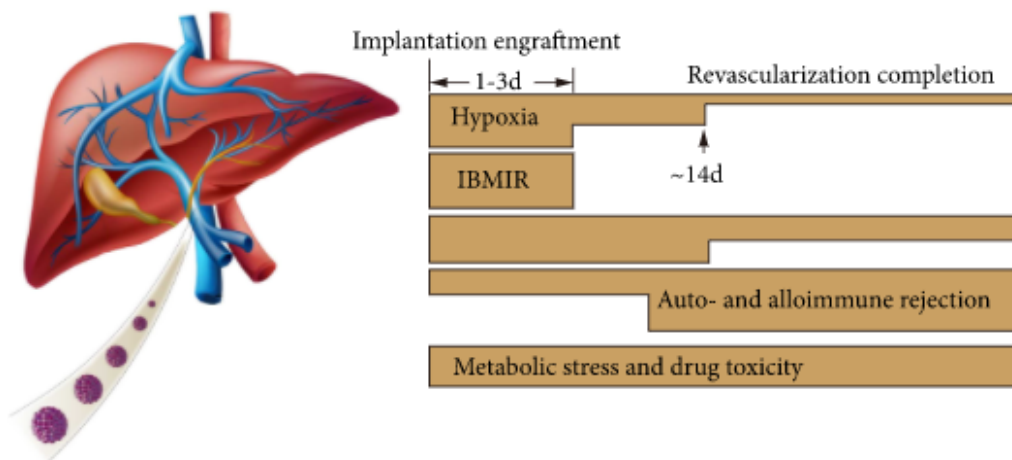 Implantation engraftment
1-3d
Revascularization completion
Hypoxia
~14d
IBMIR
Auto- and alloimmune rejection
Metabolic stress and drug toxicity